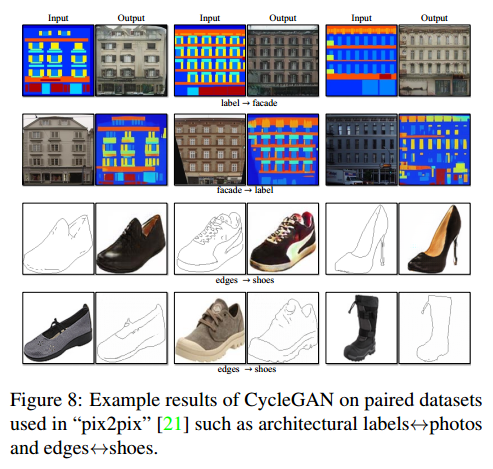 Input Output Input Output Input Output
label → facade
facade → label
edges → shoes
edges → shoes
Figure 8: Example results of CycleGAN on paired datasets
used in “pix2pix” [21] such as architectural labels↔photos
and edges↔shoes.